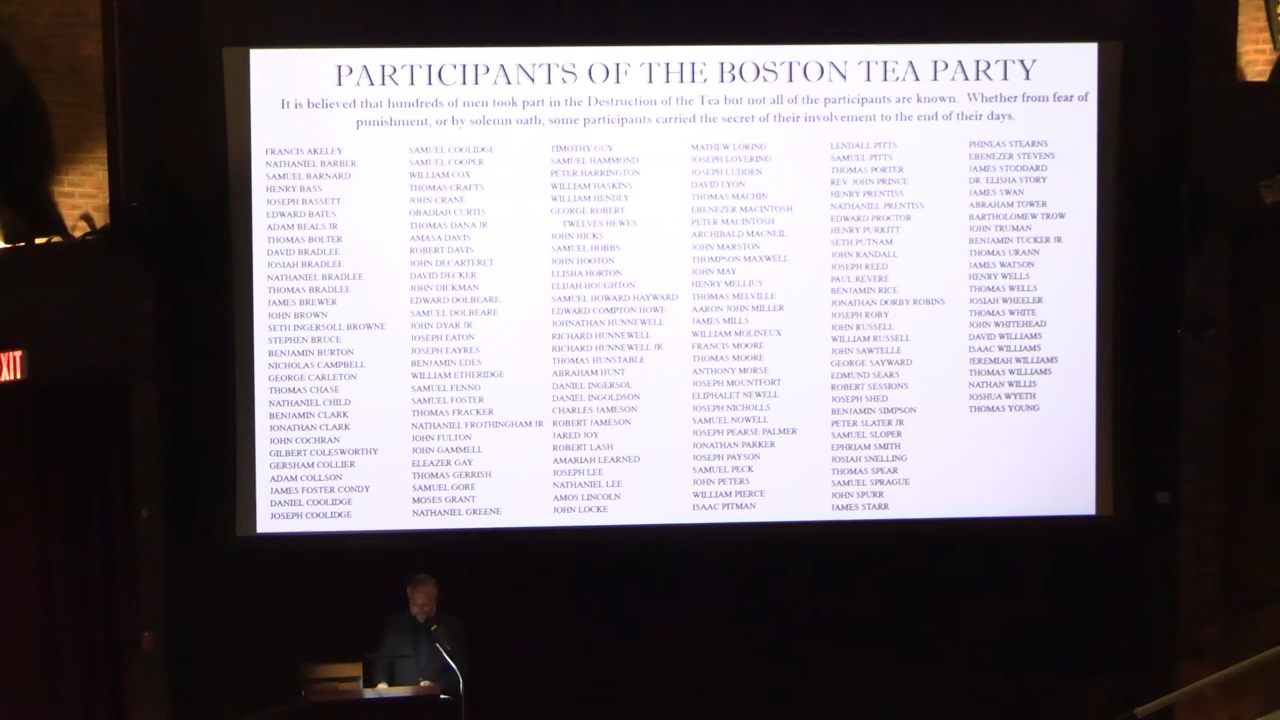 PARTICIPANTS OF THE BOSTON TEA PARTY
It is believed that hundreds of men took part in the Destruction of the Tea but not all of the participants are known. Whether from fear of
punishment, or by solemn oath, some participants carried the secret of their involvement to the end of their days.
FRANCIS AKELEY
NATHANIEL BARBER
SAMUEL BARNARD
HENRY BASS
JOSEPH BASSETT
EDWARD BATES
ADAM BEALS JR
THOMAS BOLTER
DAVID BRADLEE
JOSIAH BRADLEE
NATHANIEL BRADLEE
THOMAS BRADLEE
JAMES BREWER
JOHN BROWN
SETH INGERSOLL BROWNE
STEPHEN BRUCE
BENJAMIN BURTON
NICHOLAS CAMPBELL
GEORGE CARLETON
THOMAS CHASE
NATHANIEL CHILD
BENJAMIN CLARK
JONATHAN CLARK
JOHN COCHRAN
GILBERT COLESWORTHY
GERSHAM COLLIER
ADAM COLLSON
JAMES FOSTER CONDY
DANIEL COOLIDGE
JOSEPH COOLIDGE
SAMUEL COOLIDGE
SAMUEL COOPER
WILLIAM COX
THOMAS CRAFTS
JOHN CRANE
OBADIAH CURTIS
THOMAS DANA JR
AMASA DAVIS
ROBERT DAVIS
JOHN DECARTERET
DAVID DECKER
JOHN DICKMAN
EDWARD DOLBEARE
SAMUEL DOLBEARE
JOHN DYAR JR
JOSEPH EATON
JOSEPH EAYRES
BENJAMIN EDES
WILLIAM ETHERIDGE
SAMUEL FENNO
SAMUEL FOSTER
THOMAS FRACKER
NATHANIEL FROTHINGHAM JR
JOHN FULTON
JOHN GAMMELL
ELEAZER GAY
THOMAS GERRISH
SAMUEL GORE
MOSES GRANT
NATHANIEL GREENE
TIMOTHY GUY
SAMUEL HAMMOND
PETER HARRINGTON
WILLIAM HASKINS
WILLIAM HENDLY
GEORGE ROBERT
TWELVES HEWES
JOHN HICKS
SAMUEL HOBBS
JOHN HOOTON
ELISHA HORTON
ELIJAH HOUGHTON
SAMUEL HOWARD HAYWARD
EDWARD COMPTON HOWE
JOHNATHAN HUNNEWELL
RICHARD HUNNEWELL
RICHARD HUNNEWELL JR
THOMAS HUNSTABLE
ABRAHAM HUNT
DANIEL INGERSOL
DANIEL INGOLDSON
CHARLES JAMESON
ROBERT JAMESON
JARED JOY
ROBERT LASH
AMARIAH LEARNED
JOSEPH LEE
NATHANIEL LEE
AMOS LINCOLN
JOHN LOCKE
MATHEW LORING
JOSEPH LOVERING
JOSEPH LUDDEN
DAVID LYON
THOMAS MACHIN
EBENEZER MACINTOSH
PETER MACINTOSH
ARCHIBALD MACNEIL
JOHN MARSTON
THOMPSON MAXWELL
JOHN MAY
HENRY MELLIUS
THOMAS MELVILLE
AARON JOHN MILLER
JAMES MILLS
WILLIAM MOLINEUX
FRANCIS MOORE
THOMAS MOORE
ANTHONY MORSE
JOSEPH MOUNTFORT
ELIPHALET NEWELL
JOSEPH NICHOLLS
SAMUEL NOWELL
JOSEPH PEARSE PALMER
JONATHAN PARKER
JOSEPH PAYSON
SAMUEL PECK
JOHN PETERS
WILLIAM PIERCE
ISAAC PITMAN
LENDALL PITTS
SAMUEL PITTS
THOMAS PORTER
REV JOHN PRINCE
HENRY PRENTISS
NATHANIEL PRENTISS
EDWARD PROCTOR
HENRY PURKITT
SETH PUTNAM
JOHN RANDALL
JOSEPH REED
PAUL REVERE
BENJAMIN RICE
JONATHAN DORBY ROBINS
JOSEPH ROBY
JOHN RUSSELL
WILLIAM RUSSELL
JOHN SAWTELLE
GEORGE SAYWARD
EDMUND SEARS
ROBERT SESSIONS
JOSEPH SHED
BENJAMIN SIMPSON
PETER SLATER JR
SAMUEL SLOPER
EPHRIAM SMITH
JOSIAH SNELLING
THOMAS SPEAR
SAMUEL SPRAGUE
JOHN SPURR
JAMES STARR
PHINEAS STEARNS
EBENEZER STEVENS
JAMES STODDARD
DR. ELISHA STORY
JAMES SWAN
ABRAHAM TOWER
BARTHOLOMEW TROW
JOHN TRUMAN
BENJAMIN TUCKER JR
THOMAS URANN
JAMES WATSON
HENRY WELLS
THOMAS WELLS
JOSIAH WHEELER
THOMAS WHITE
JOHN WHITEHEAD
DAVID WILLIAMS
ISAAC WILLIAMS
JEREMIAH WILLIAMS
THOMAS WILLIAMS
NATHAN WILLIS
JOSHUA WYETH
THOMAS YOUNG
XIT